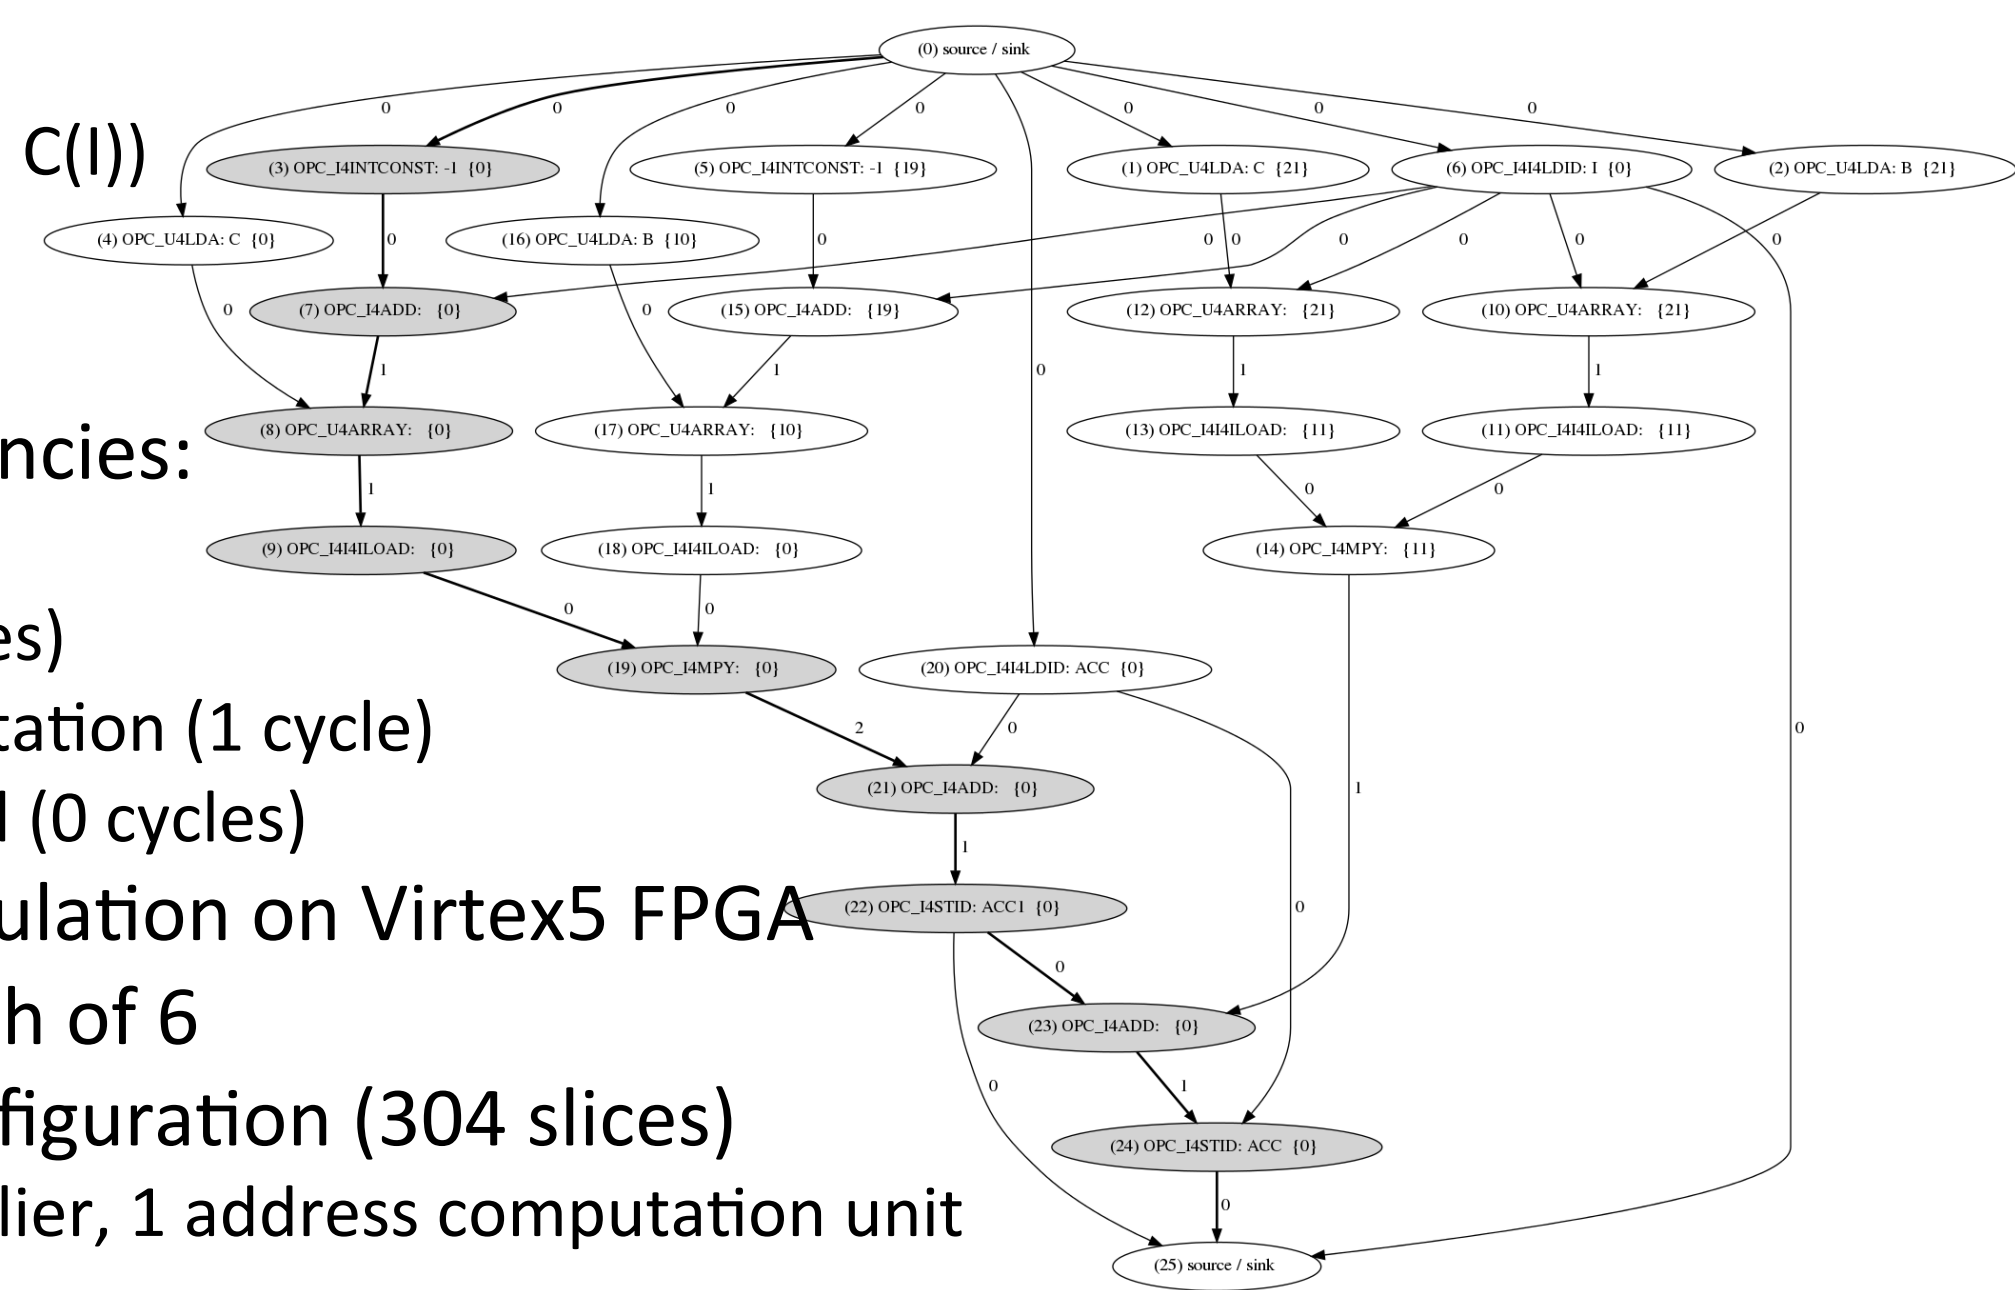 (0) source / sink
0 0 0 0 0 0 0
C(I))
(3) OPC_I4INTCONST: -1 {0}
(5) OPC_I4INTCONST: -1 {19}
(1) OPC_U4LDA: C {21}
(6) OPC_I4I4LDID: I {0}
(2) OPC_U4LDA: B {21}
(4) OPC_U4LDA: C {0}
0
(16) OPC_U4LDA: B {10}
0 0 0 0 0 0 0
(7) OPC_I4ADD: {0}
(15) OPC_I4ADD: {19}
(12) OPC_U4ARRAY: {21}
(10) OPC_U4ARRAY: {21}
0 0
1 1 0 1 1
(8) OPC_U4ARRAY: {0}
(17) OPC_U4ARRAY: {10}
(13) OPC_I4I4ILOAD: {11}
(11) OPC_I4I4ILOAD: {11}
ncies:
1 1 0 0
(9) OPC_I4I4ILOAD: {0}
(18) OPC_I4I4ILOAD: {0}
(14) OPC_I4MPY: {11}
0 0
es)
(19) OPC_I4MPY: {0}
(20) OPC_I4I4LDID: ACC {0}
tation (1 cycle)
2 0 0
(21) OPC_I4ADD: {0}
1
l (0 cycles)
1
ulation on Virtex5 FPGA
(22) OPC_I4STID: ACC1 {0}
0
0
h of 6
(23) OPC_I4ADD: {0}
0 1
figuration (304 slices)
(24) OPC_I4STID: ACC {0}
lier, 1 address computation unit
0
(25) source / sink